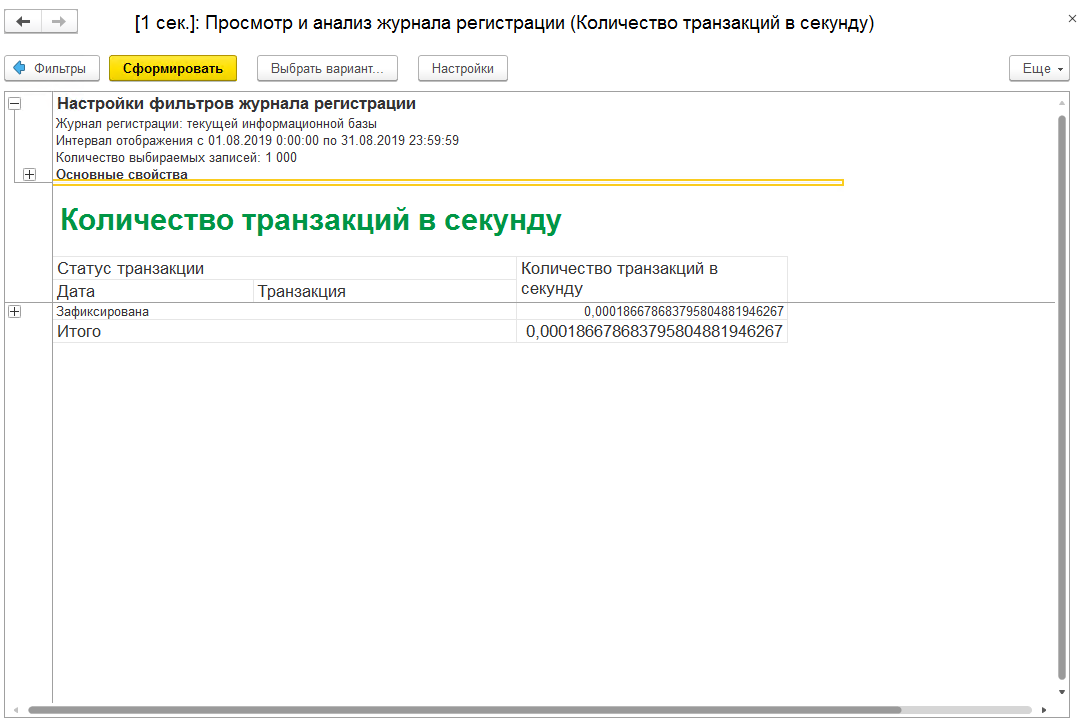 [1 сек.]: Просмотр и анализ журнала регистрации (Количество транзакций в секунду)
Фильтры Сформировать Выбрать вариант... Настройки Еще
Настройки фильтров журнала регистрации
Журнал регистрации: текущей информационной базы
Интервал отображения с 01.08.2019 0:00:00 по 31.08.2019 23:59:59
Количество выбираемых записей: 1 000
Основные свойства
Количество транзакций в секунду
Статус транзакции
Количество транзакций в
секунду
Дата Транзакция
Зафиксирована 0,000186678683795804881946267
Итого 0,000186678683795804881946267